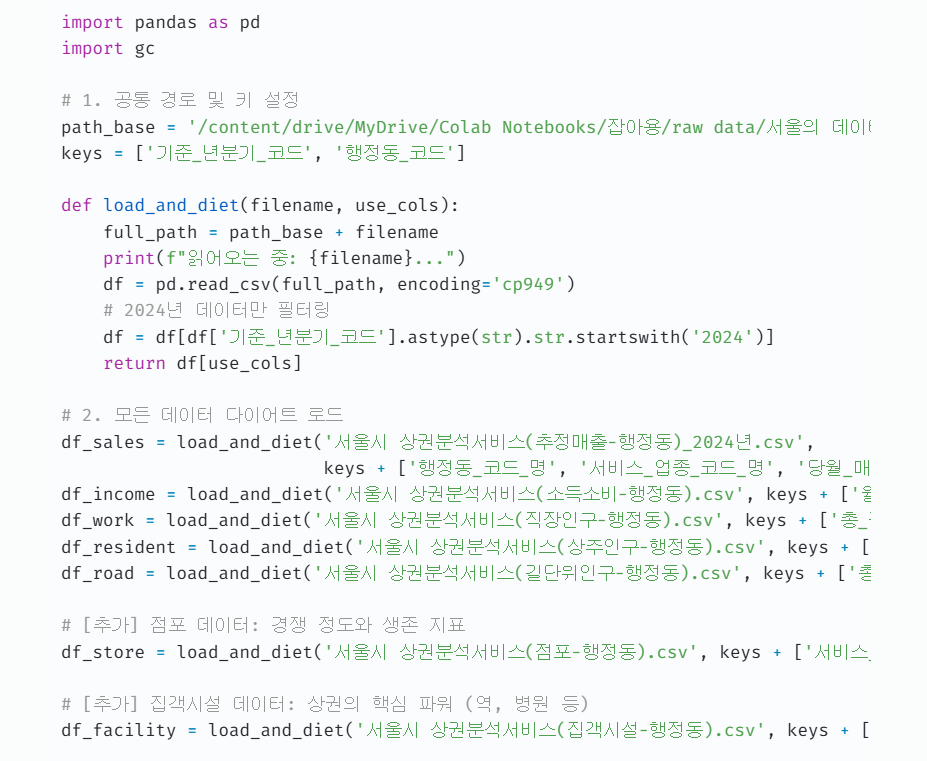 import pandas as pd
import gc
# 1. 공통 경로 및 키 설정
path_base = '/content/drive/MyDrive/Colab Notebooks/잡아용/raw data/서울의 데이터
keys = ['기준_년분기_코드', '행정동_코드']
def load_and_diet(filename, use_cols):
    full_path = path_base + filename
    print(f"읽어오는 중: {filename}...")
    df = pd.read_csv(full_path, encoding='cp949')
    # 2024년 데이터만 필터링
    df = df[df['기준_년분기_코드'].astype(str).str.startswith('2024')]
    return df[use_cols]
# 2. 모든 데이터 다이어트 로드
df_sales = load_and_diet('서울시 상권분석서비스(추정매출-행정동)_2024년.csv',
                         keys + ['행정동_코드_명', '서비스_업종_코드_명', '당월_매
df_income = load_and_diet('서울시 상권분석서비스(소득소비-행정동).csv', keys + ['월
df_work = load_and_diet('서울시 상권분석서비스(직장인구-행정동).csv', keys + ['총_
df_resident = load_and_diet('서울시 상권분석서비스(상주인구-행정동).csv', keys + [
df_road = load_and_diet('서울시 상권분석서비스(길단위인구-행정동).csv', keys + ['총
# [추가] 점포 데이터: 경쟁 정도와 생존 지표
df_store = load_and_diet('서울시 상권분석서비스(점포-행정동).csv', keys + ['서비스_
# [추가] 집객시설 데이터: 상권의 핵심 파워 (역, 병원 등)
df_facility = load_and_diet('서울시 상권분석서비스(집객시설-행정동).csv', keys + [